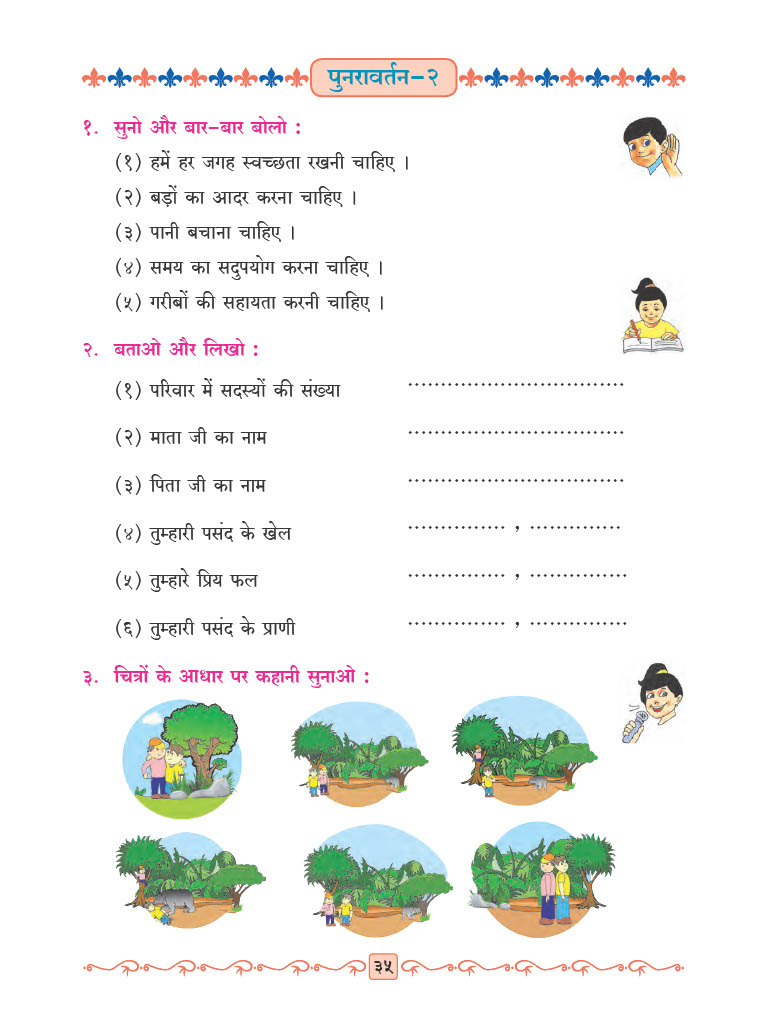 पुनरावर्तन-२
१. सुनो और बार-बार बोलो :
(१) हमें हर जगह स्वच्छता रखनी चाहिए ।
(२) बड़ों का आदर करना चाहिए ।
(३) पानी बचाना चाहिए ।
(४) समय का सदुपयोग करना चाहिए ।
(५) गरीबों की सहायता करनी चाहिए ।
२. बताओ और लिखो :
(१) परिवार में सदस्यों की संख्या .................................
(२) माता जी का नाम .................................
(३) पिता जी का नाम .................................
(४) तुम्हारी पसंद के खेल ............... , ..............
(५) तुम्हारे प्रिय फल ............... , ...............
(६) तुम्हारी पसंद के प्राणी ............... , ...............
३. चित्रों के आधार पर कहानी सुनाओ :
३५